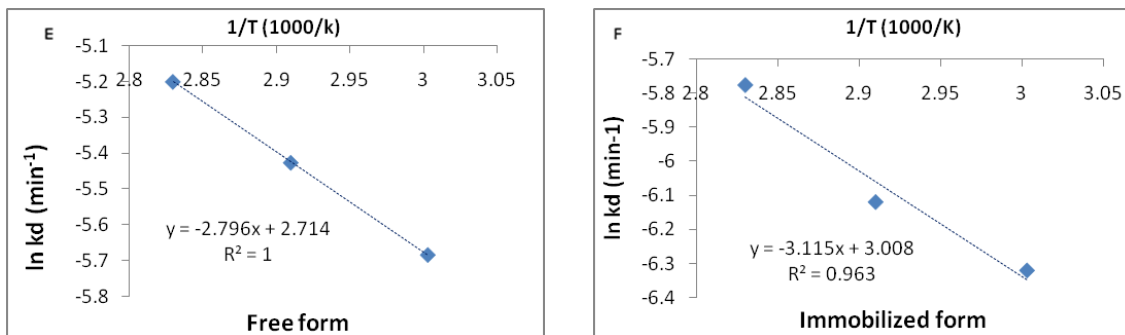 E
1/T (1000/k)
-5.1
2.8 2.85 2.9 2.95 3 3.05
-5.2
-5.3
-5.4
-5.5
-5.6
-5.7
-5.8
ln kd (min⁻¹)
y = -2.796x + 2.714
R² = 1
Free form
F
1/T (1000/K)
-5.7
2.8 2.85 2.9 2.95 3 3.05
-5.8
-5.9
-6
-6.1
-6.2
-6.3
-6.4
ln kd (min-1)
y = -3.115x + 3.008
R² = 0.963
Immobilized form